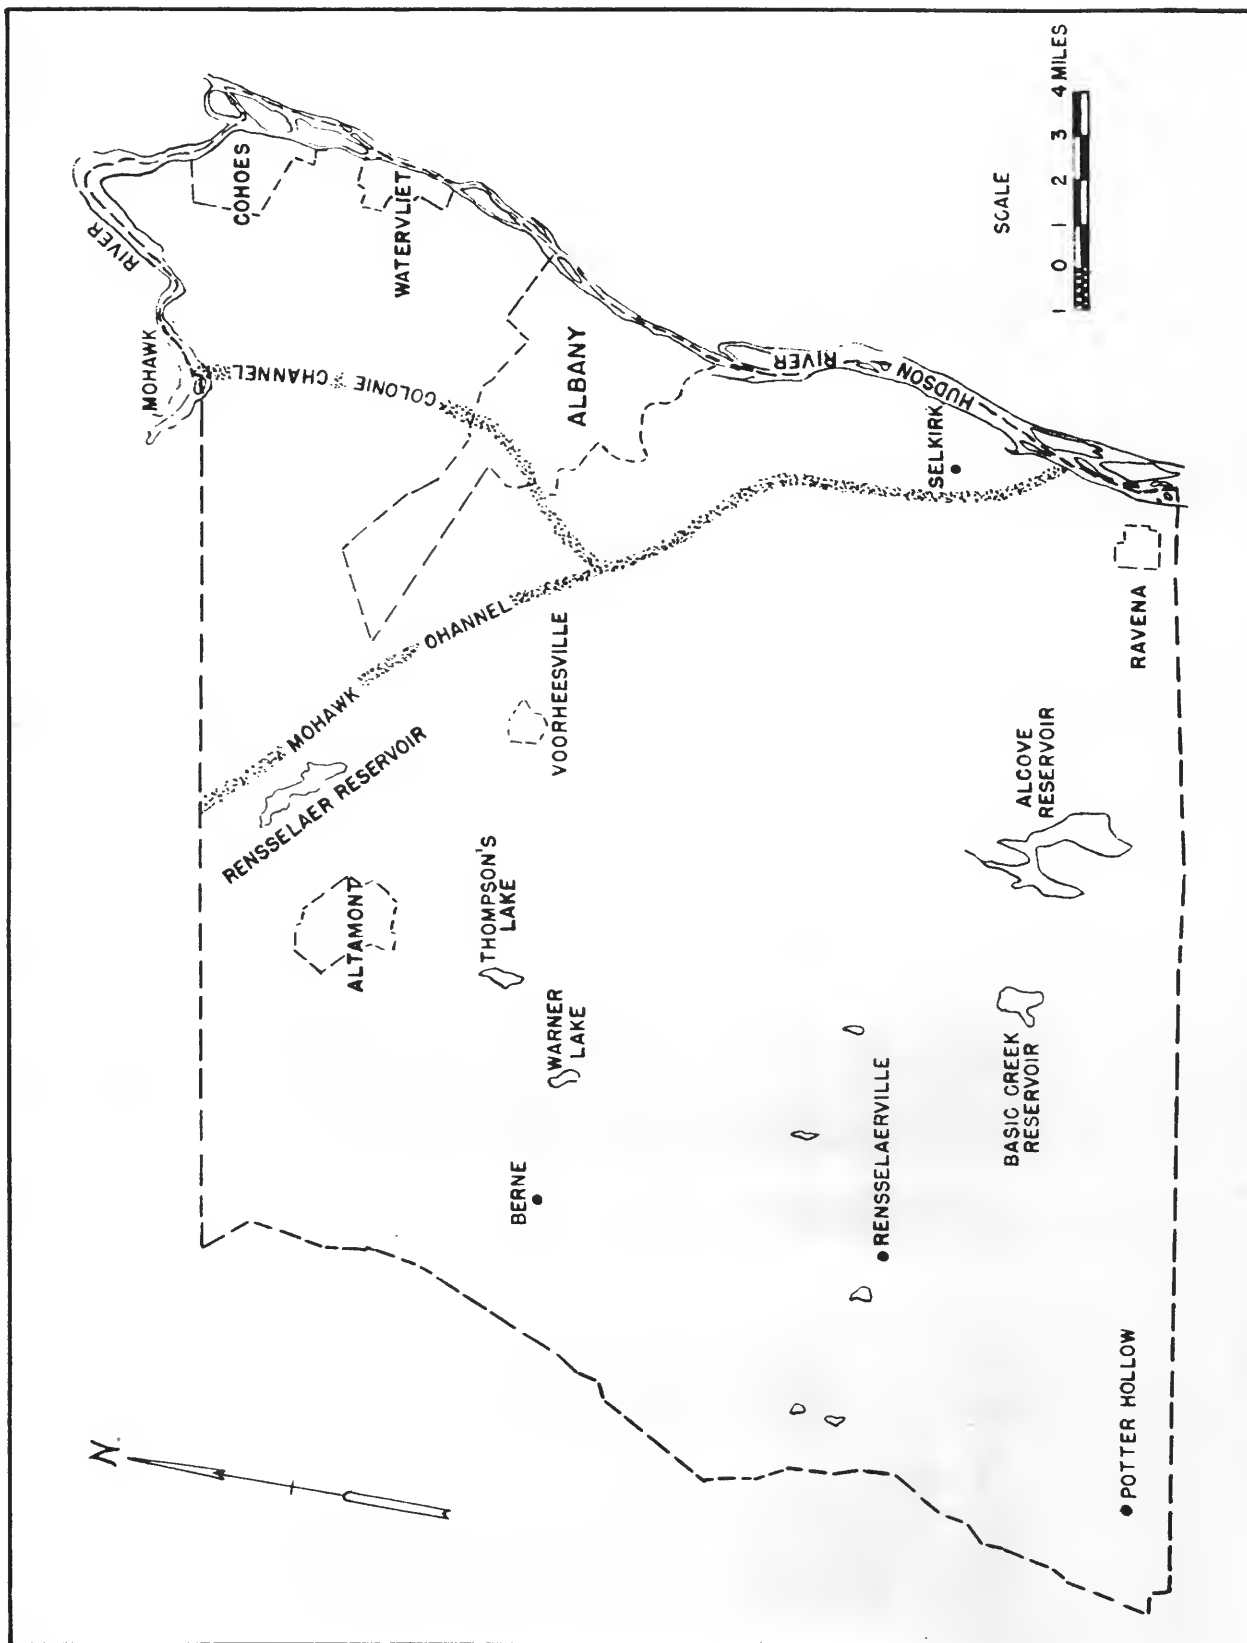 N.
MOHAWK
RIVER
COHOES
WATERVLIET
COLONIE CHANNEL
ALBANY
MOHAWK
OHANNEL
RENSSELAER RESERVOIR
ALTAMONT
VOORHEESVILLE
THOMPSON'S
LAKE
WARNER
LAKE
BERNE
RIVER
HUDSON
SELKIRK
RENSSELAERVILLE
ALCOVE
RESERVOIR
BASIC CREEK
RESERVOIR
RAVENA
POTTER HOLLOW
SCALE
1 0 1 2 3 4 MILES